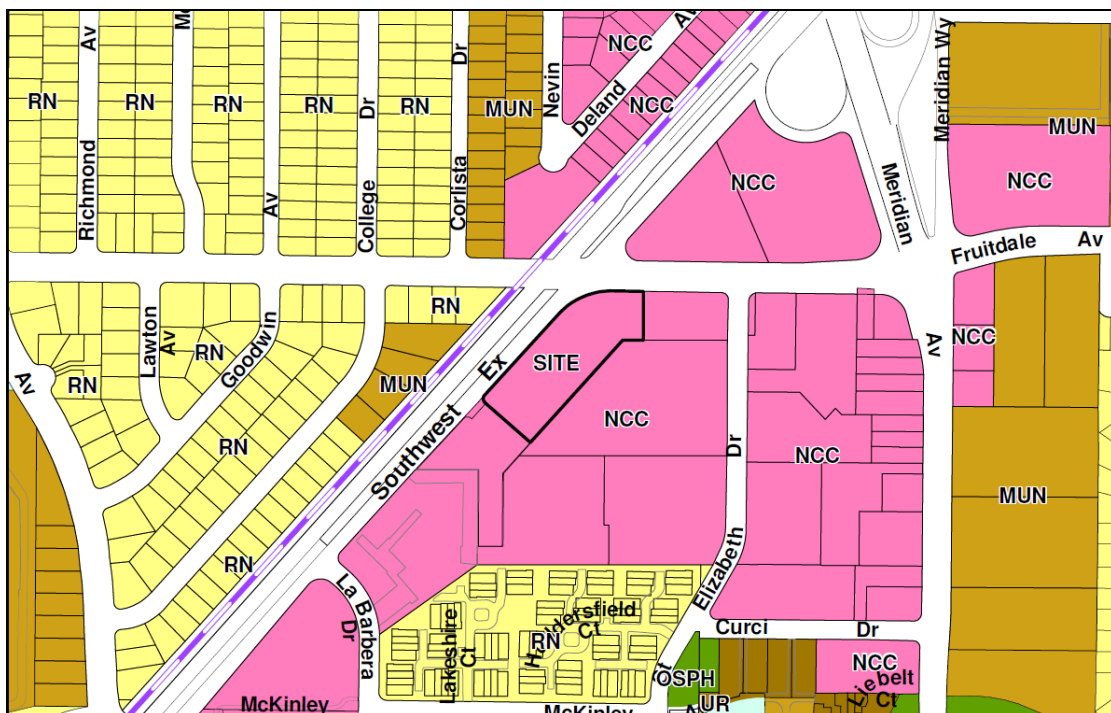 Av
Mc
Dr
Nevin
NCC
Av
Meridian Wy
RN
RN
RN
RN
Dr
RN
MUN
Deland
NCC
MUN
NCC
NCC
Richmond
Av
College
Corlista
Meridian
Fruitdale
Av
RN
Lawton
Av
RN
Goodwin
Av
RN
MUN
Ex
SITE
Av
NCC
RN
Southwest
NCC
Dr
NCC
MUN
RN
Elizabeth
La Barbera
Dr
Lakeshire
Ct
Huddersfield
Ct
RN
Curci
Dr
NCC
Liebelt
Ct
OSPH
UR
McKinley
McKinley